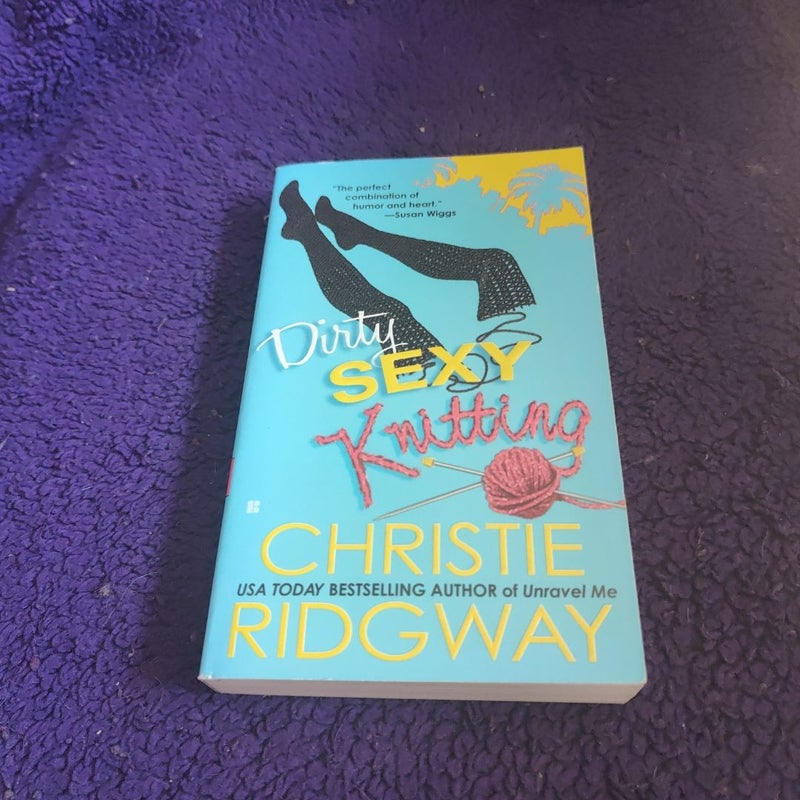 "The perfect
combination of
humor and heart."
—Susan Wiggs
Dirty
SEXY
Knitting
B
CHRISTIE
USA TODAY BESTSELLING AUTHOR of Unravel Me
RIDGWAY